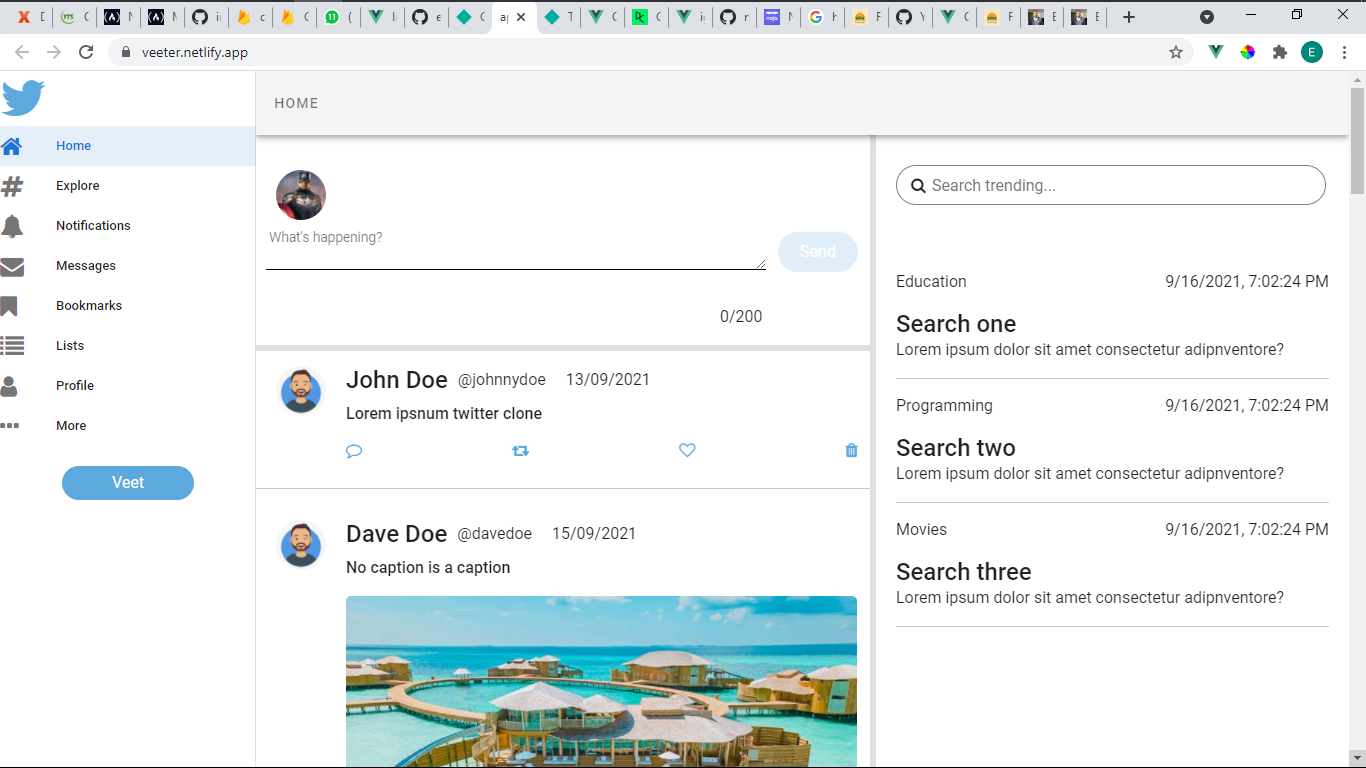 veeter.netlify.app
E
HOME
Home
Explore
Notifications
Messages
Bookmarks
Lists
Profile
More
Veet
What's happening?
Send
0/200
John Doe @johnnydoe 13/09/2021
Lorem ipsnum twitter clone
Dave Doe @davedoe 15/09/2021
No caption is a caption
Search trending...
Education 9/16/2021, 7:02:24 PM
Search one
Lorem ipsum dolor sit amet consectetur adipnventore?
Programming 9/16/2021, 7:02:24 PM
Search two
Lorem ipsum dolor sit amet consectetur adipnventore?
Movies 9/16/2021, 7:02:24 PM
Search three
Lorem ipsum dolor sit amet consectetur adipnventore?